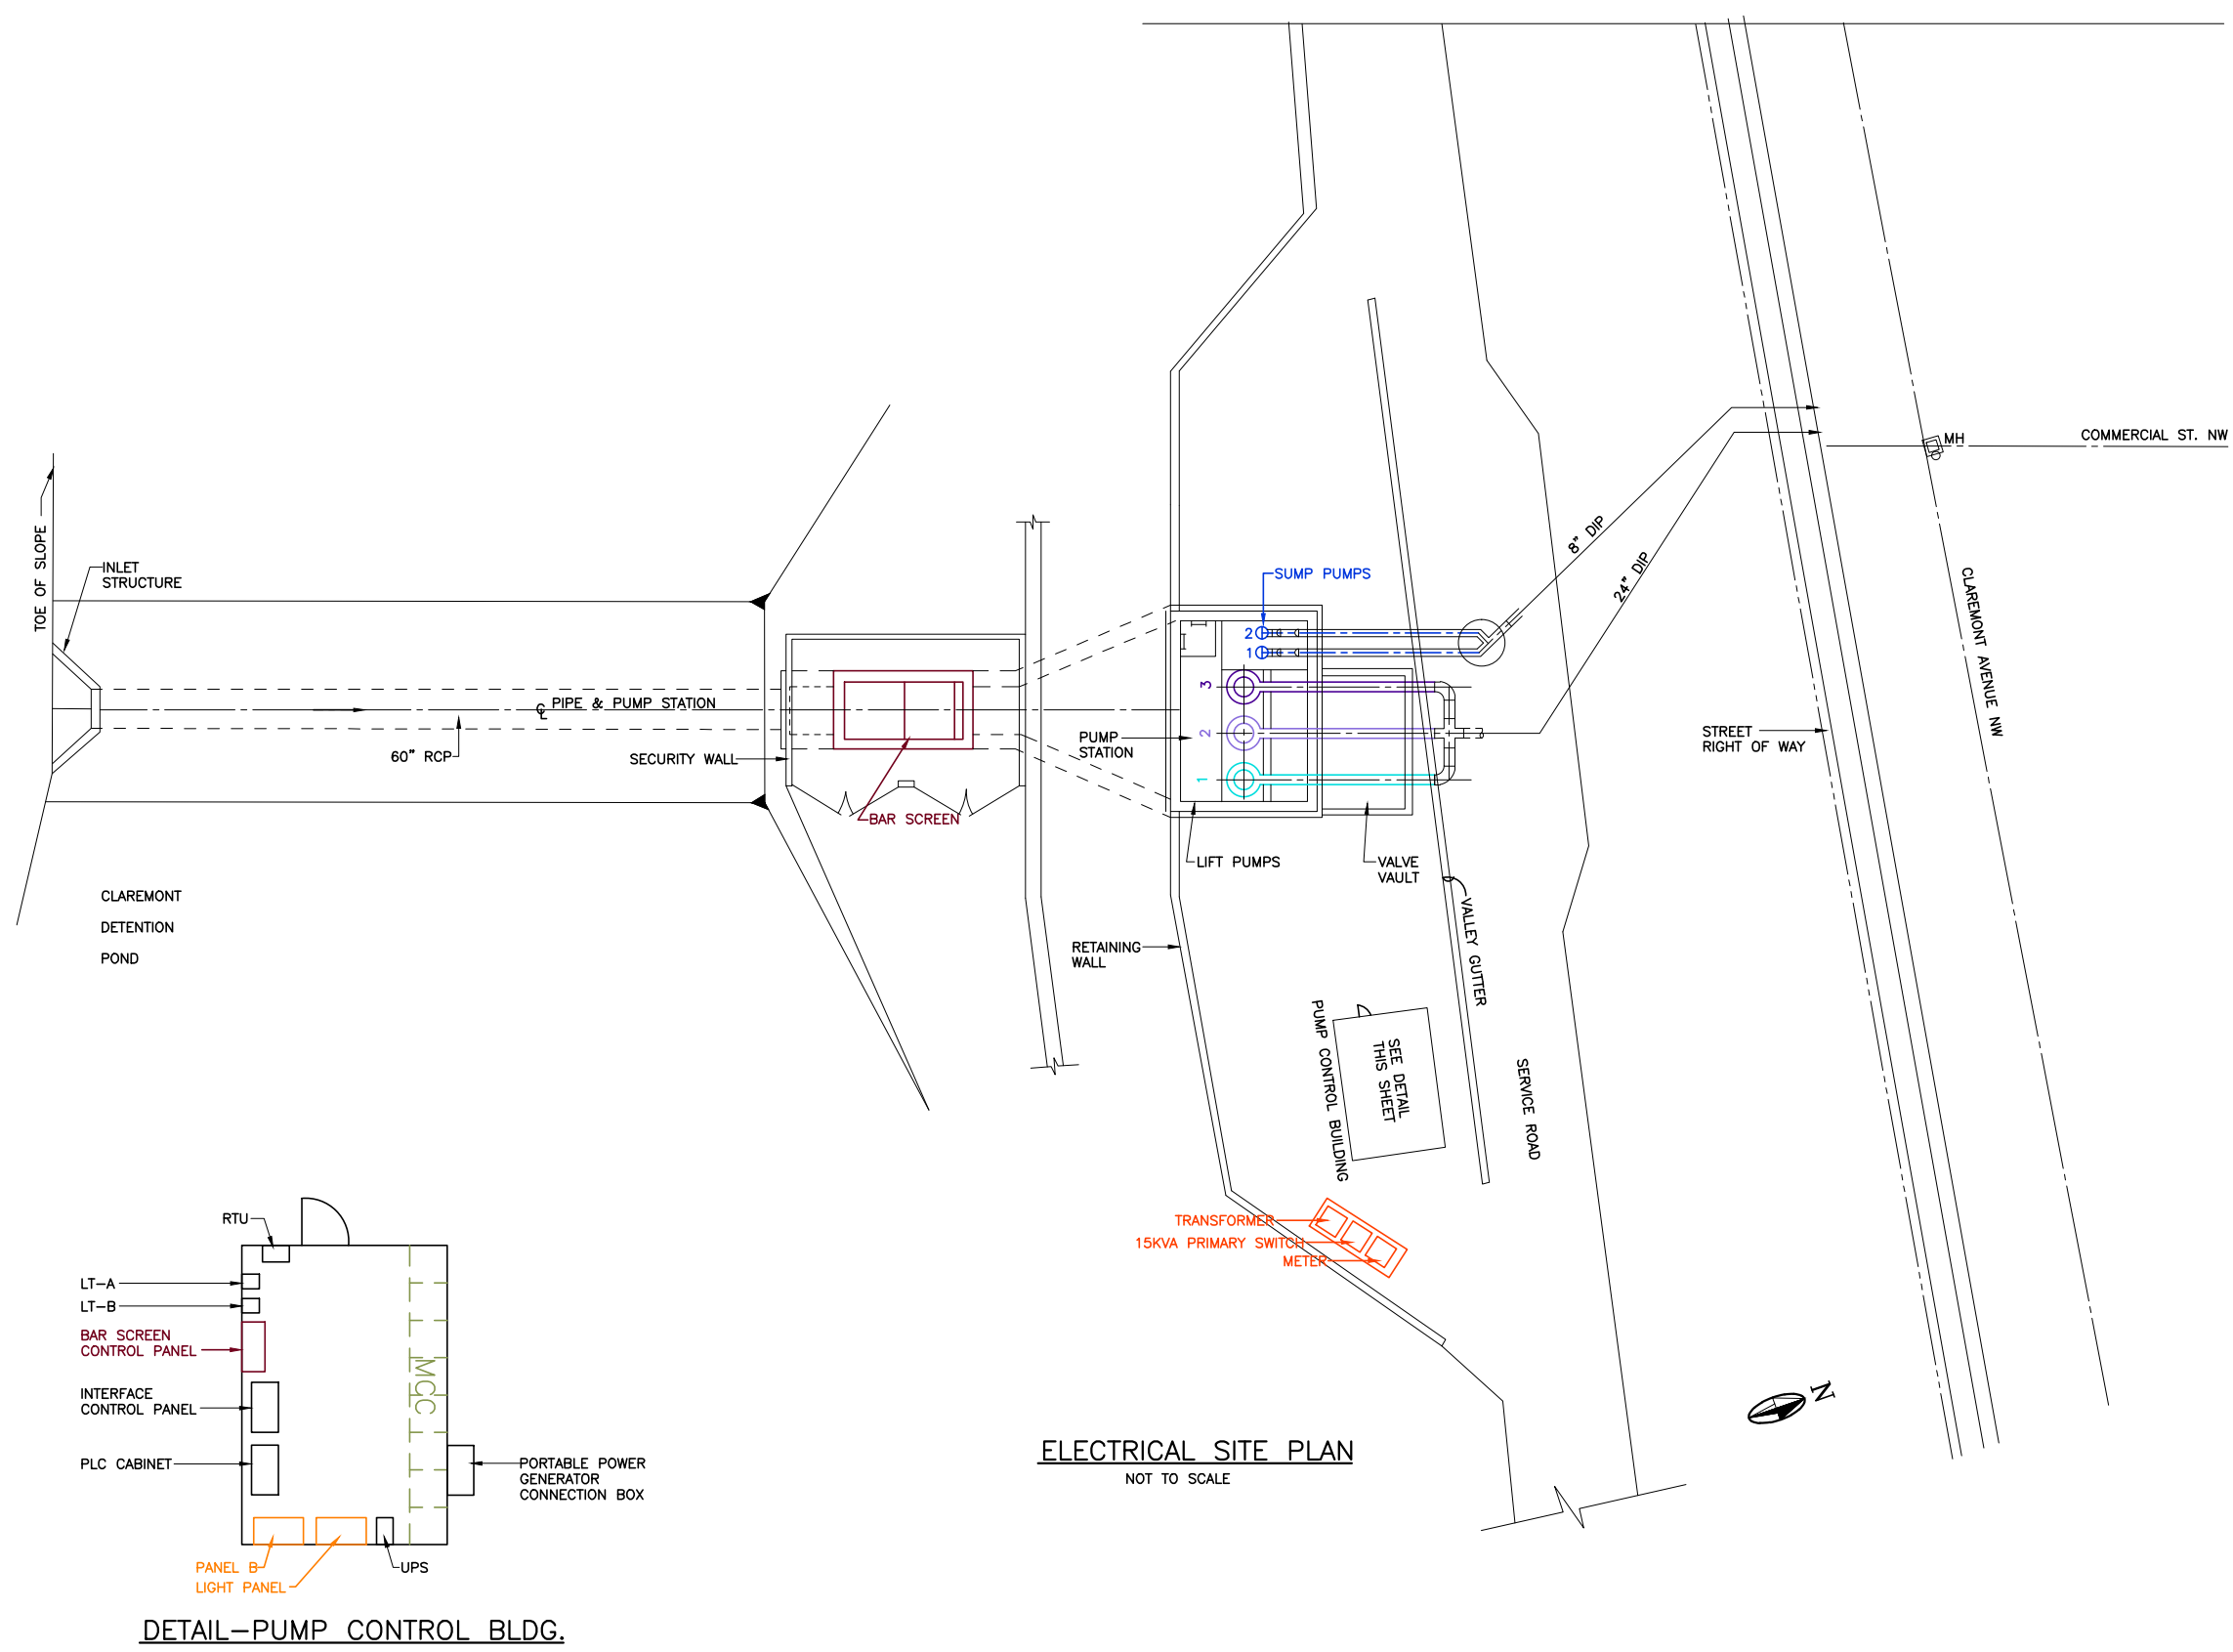 MH
COMMERCIAL ST. NW
TOE OF SLOPE
INLET
STRUCTURE
8" DIP
24" DIP
CLAREMONT AVENUE NW
SUMP PUMPS
2
1
3
2
1
℄ PIPE & PUMP STATION
60" RCP
SECURITY WALL
BAR SCREEN
PUMP
STATION
STREET
RIGHT OF WAY
LIFT PUMPS
VALVE
VAULT
CLAREMONT
DETENTION
POND
RETAINING
WALL
VALLEY GUTTER
PUMP CONTROL BUILDING
SEE DETAIL
THIS SHEET
SERVICE ROAD
TRANSFORMER
15KVA PRIMARY SWITCH
METER
RTU
LT-A
LT-B
BAR SCREEN
CONTROL PANEL
INTERFACE
CONTROL PANEL
PLC CABINET
MCC
PORTABLE POWER
GENERATOR
CONNECTION BOX
PANEL B
LIGHT PANEL
UPS
DETAIL-PUMP CONTROL BLDG.
ELECTRICAL SITE PLAN
NOT TO SCALE
N